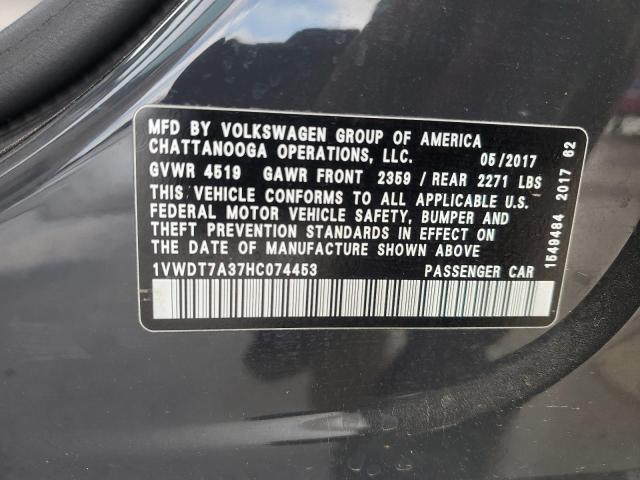 MFD BY VOLKSWAGEN GROUP OF AMERICA
CHATTANOOGA OPERATIONS, LLC. 05/2017
GVWR 4519 GAWR FRONT 2359 / REAR 2271 LBS
THIS VEHICLE CONFORMS TO ALL APPLICABLE U.S.
FEDERAL MOTOR VEHICLE SAFETY, BUMPER AND
THEFT PREVENTION STANDARDS IN EFFECT ON
THE DATE OF MANUFACTURE SHOWN ABOVE
1VWDT7A37HC074453 PASSENGER CAR
1549484 2017 62